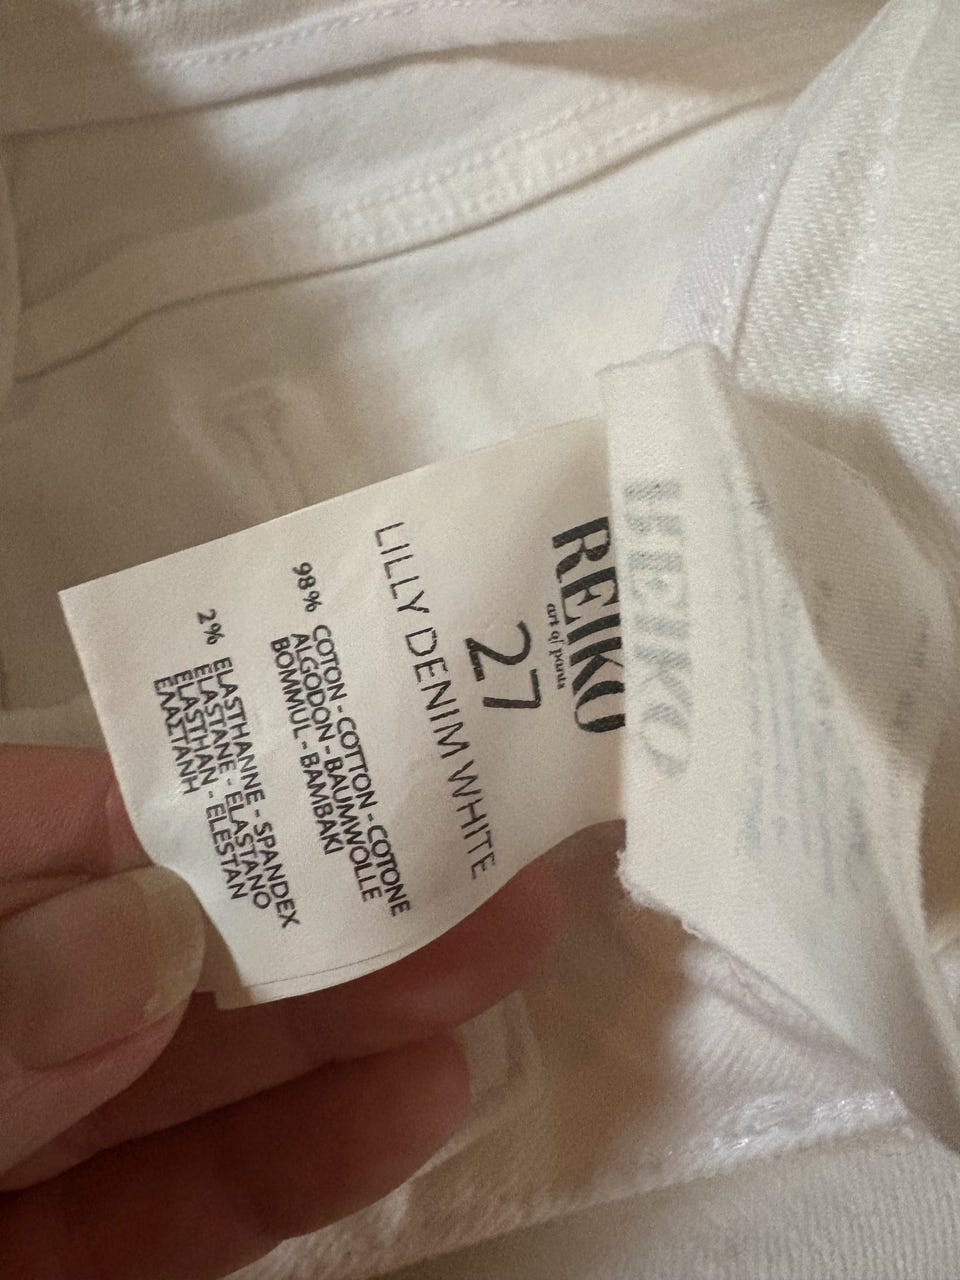 REIKO
art of pants
27
LILLY DENIM WHITE
98% COTON - COTTON - COTONE
ALGODON - BAUMWOLLE
BOMMUL - BAMBAKI
2% ELASTHANNE - SPANDEX
ELASTANE - ELASTANO
ELASTHAN - ELESTAN
ΕΛΑΣΤΑΝΗ
REIKO